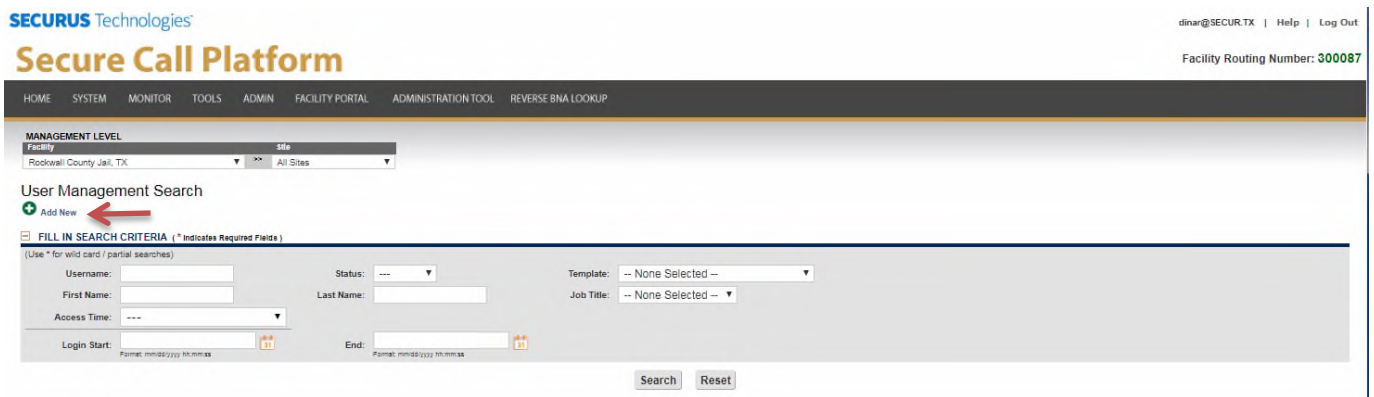 SECURUS Technologies
dinar@SECUR.TX | Help | Log Out
Secure Call Platform
Facility Routing Number: 300087
HOME SYSTEM MONITOR TOOLS ADMIN FACILITY PORTAL ADMINISTRATION TOOL REVERSE BNA LOOKUP
MANAGEMENT LEVEL
Facility Site
Rockwall County Jail, TX >> All Sites
User Management Search
Add New
FILL IN SEARCH CRITERIA ( * Indicates Required Fields )
(Use * for wild card / partial searches)
Username: Status: --- Template: -- None Selected --
First Name: Last Name: Job Title: -- None Selected --
Access Time: ---
Login Start: 31 End: 31
Format: mm/dd/yyyy hh:mm:ss Format: mm/dd/yyyy hh:mm:ss
Search Reset